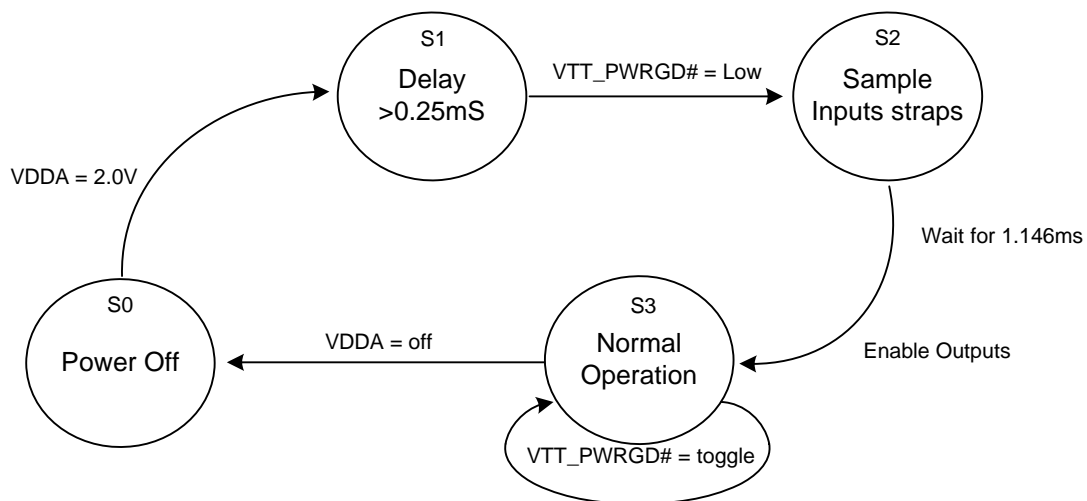 S1
Delay
>0.25mS
VTT_PWRGD# = Low
S2
Sample
Inputs straps
VDDA = 2.0V
Wait for 1.146ms
S0
Power Off
VDDA = off
S3
Normal
Operation
Enable Outputs
VTT_PWRGD# = toggle